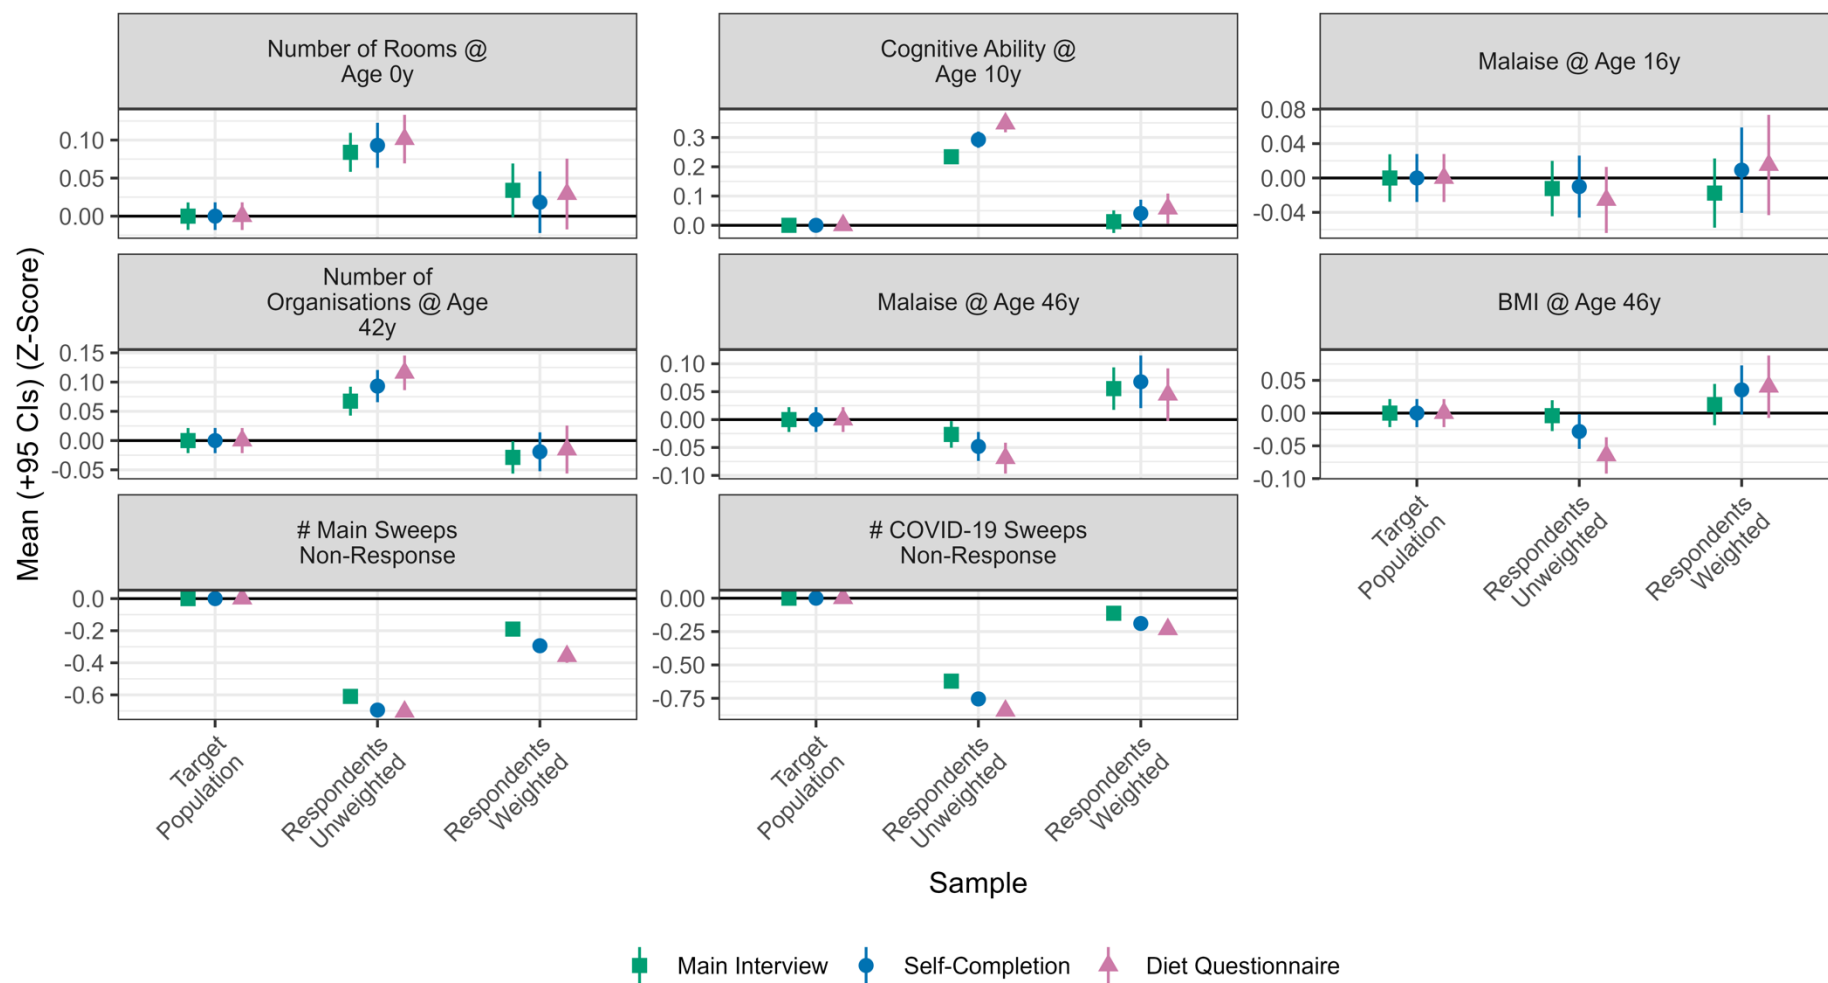 Number of Rooms @
Age 0y
Cognitive Ability @
Age 10y
Malaise @ Age 16y
0.10
0.05
0.00
0.3
0.2
0.1
0.0
0.08
0.04
0.00
-0.04
Number of
Organisations @ Age
42y
Malaise @ Age 46y
BMI @ Age 46y
0.15
0.10
0.05
0.00
-0.05
0.10
0.05
0.00
-0.05
-0.10
0.05
0.00
-0.05
-0.10
# Main Sweeps
Non-Response
# COVID-19 Sweeps
Non-Response
0.0
-0.2
-0.4
-0.6
0.00
-0.25
-0.50
-0.75
Target
Population
Respondents
Unweighted
Respondents
Weighted
Target
Population
Respondents
Unweighted
Respondents
Weighted
Target
Population
Respondents
Unweighted
Respondents
Weighted
Mean (+95 CIs) (Z-Score)
Sample
Main Interview
Self-Completion
Diet Questionnaire